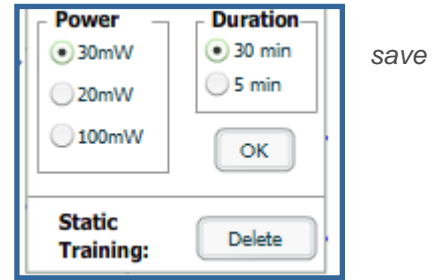 Power
30mW
20mW
100mW
Duration
30 min
5 min
OK
save
Static
Training:
Delete